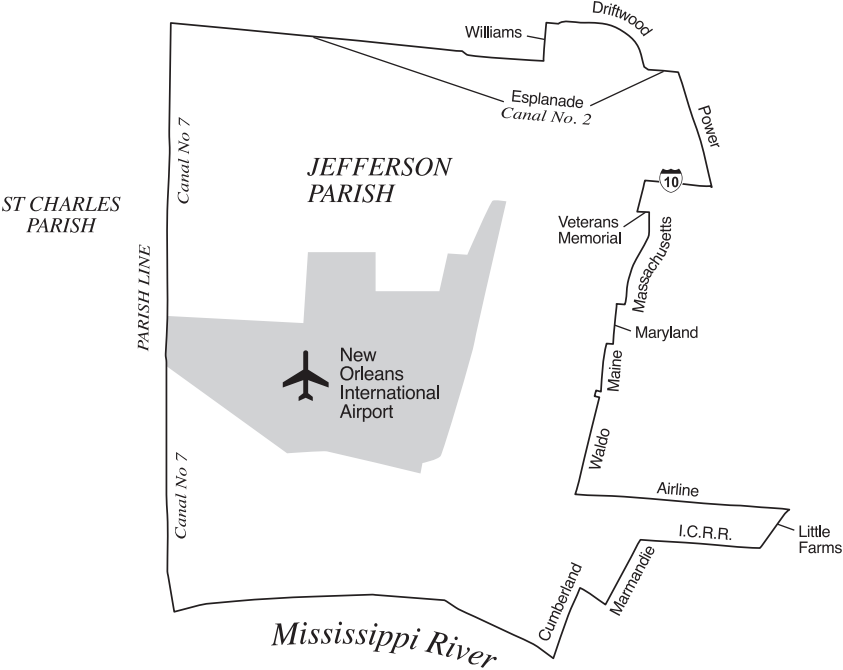 Driftwood
Williams
Esplanade
Canal No. 2
Power
Canal No 7
JEFFERSON
PARISH
10
ST CHARLES
PARISH
Veterans
Memorial
Massachusetts
PARISH LINE
Maryland
New
Orleans
International
Airport
Maine
Waldo
Canal No 7
Airline
I.C.R.R.
Little
Farms
Marmandie
Cumberland
Mississippi River